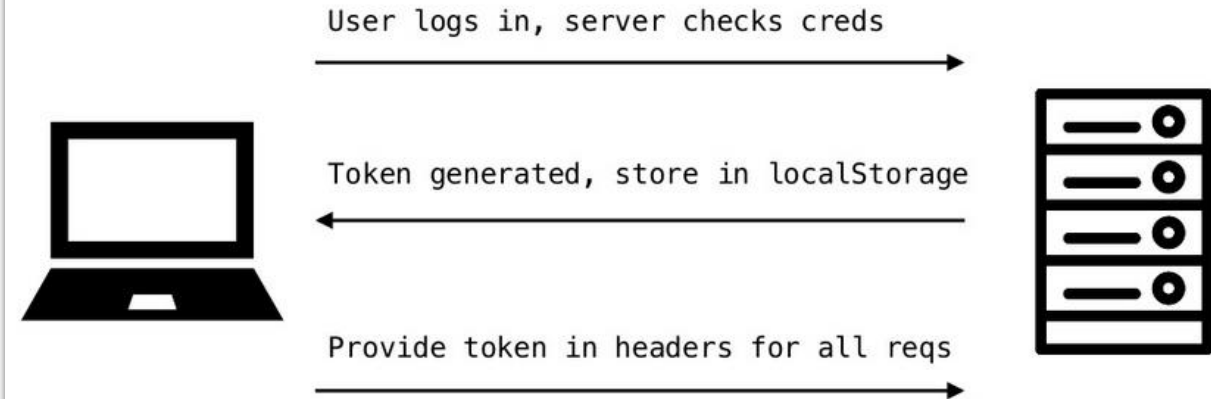 User logs in, server checks creds
Token generated, store in localStorage
Provide token in headers for all reqs